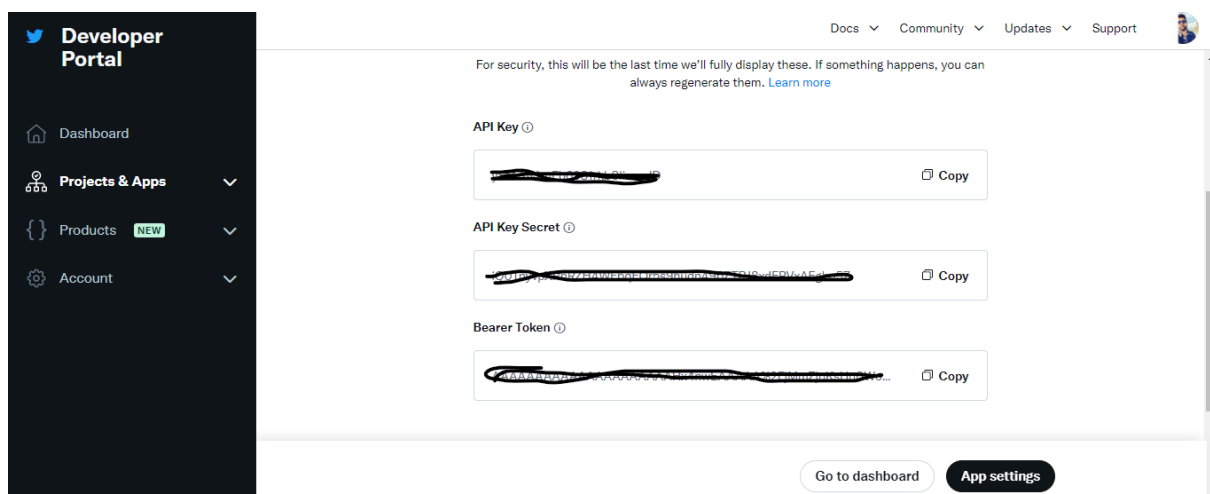 Developer
Portal
Docs
Community
Updates
Support
For security, this will be the last time we'll fully display these. If something happens, you can
always regenerate them. Learn more
Dashboard
Projects & Apps
Products NEW
Account
API Key
Copy
API Key Secret
Copy
Bearer Token
Copy
Go to dashboard
App settings